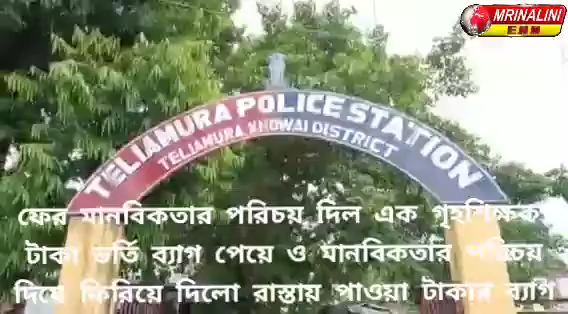 MRINALINI
ENN
TELIAMURA POLICE STATION
TELIAMURA KHOWAI DISTRICT
ফের মানবিকতার পরিচয় দিল এক গৃহশিক্ষক
টাকা ভর্তি ব্যাগ পেয়ে ও মানবিকতার পরিচয়
দিয়ে ফিরিয়ে দিলো রাস্তায় পাওয়া টাকার ব্যাগ